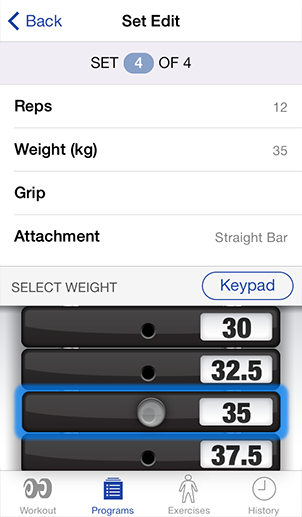 Back Set Edit
SET 4 OF 4
Reps 12
Weight (kg) 35
Grip
Attachment Straight Bar
SELECT WEIGHT Keypad
30
32.5
35
37.5
Workout Programs Exercises History